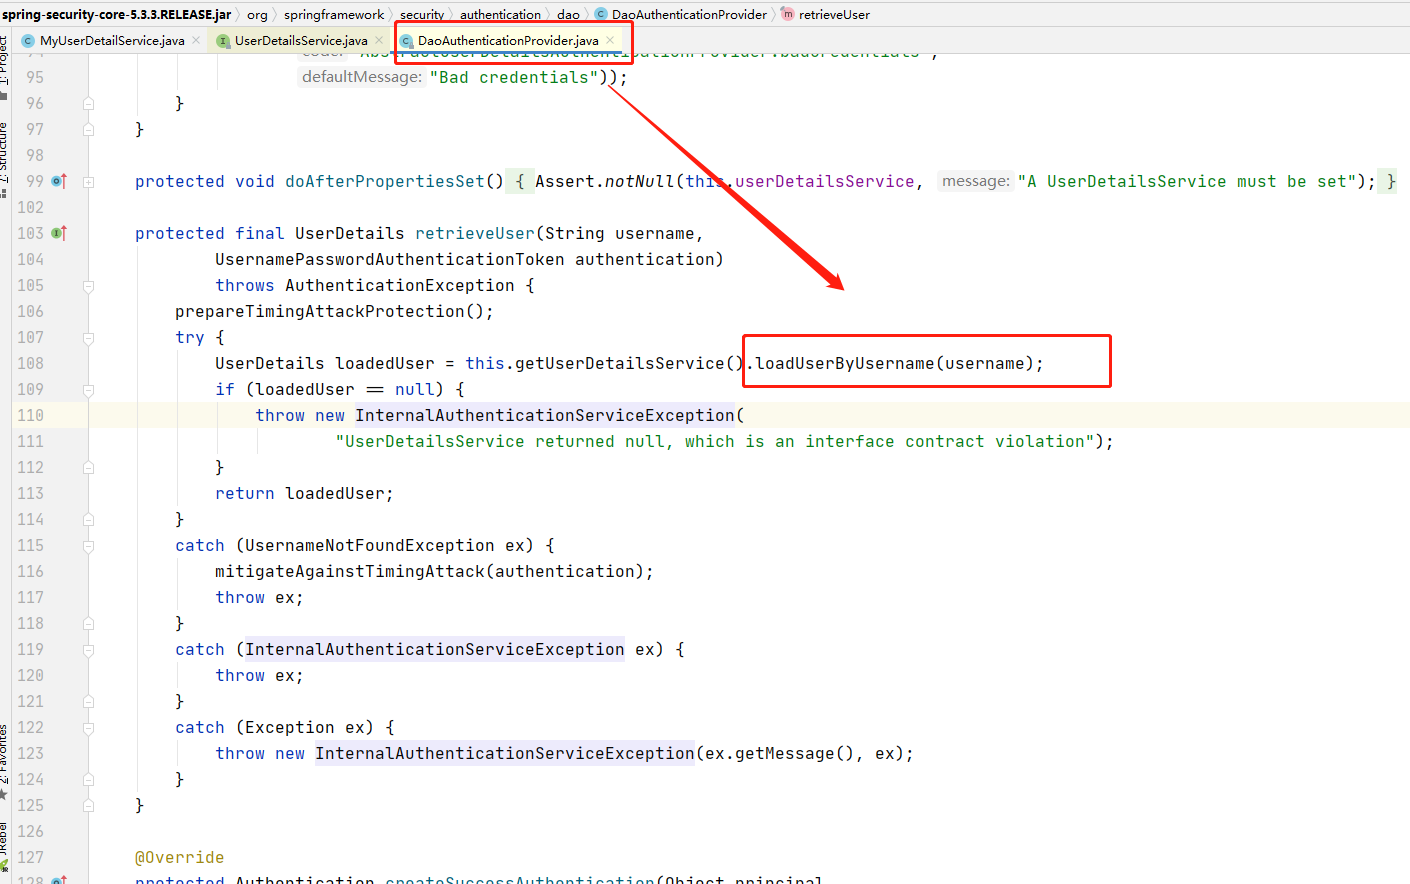 spring-security-core-5.3.3.RELEASE.jar org springframework security authentication dao DaoAuthenticationProvider retrieveUser
MyUserDetailService.java UserDetailsService.java DaoAuthenticationProvider.java
95 defaultMessage: "Bad credentials"));
96 }
97 }
98
99 protected void doAfterPropertiesSet() { Assert.notNull(this.userDetailsService, message: "A UserDetailsService must be set"); }
102
103 protected final UserDetails retrieveUser(String username,
104 UsernamePasswordAuthenticationToken authentication)
105 throws AuthenticationException {
106 prepareTimingAttackProtection();
107 try {
108 UserDetails loadedUser = this.getUserDetailsService().loadUserByUsername(username);
109 if (loadedUser == null) {
110 throw new InternalAuthenticationServiceException(
111 "UserDetailsService returned null, which is an interface contract violation");
112 }
113 return loadedUser;
114 }
115 catch (UsernameNotFoundException ex) {
116 mitigateAgainstTimingAttack(authentication);
117 throw ex;
118 }
119 catch (InternalAuthenticationServiceException ex) {
120 throw ex;
121 }
122 catch (Exception ex) {
123 throw new InternalAuthenticationServiceException(ex.getMessage(), ex);
124 }
125 }
126
127 @Override
128 protected Authentication createSuccessAuthentication(Object principal,
1: Project
7: Structure
2: Favorites
JRebel